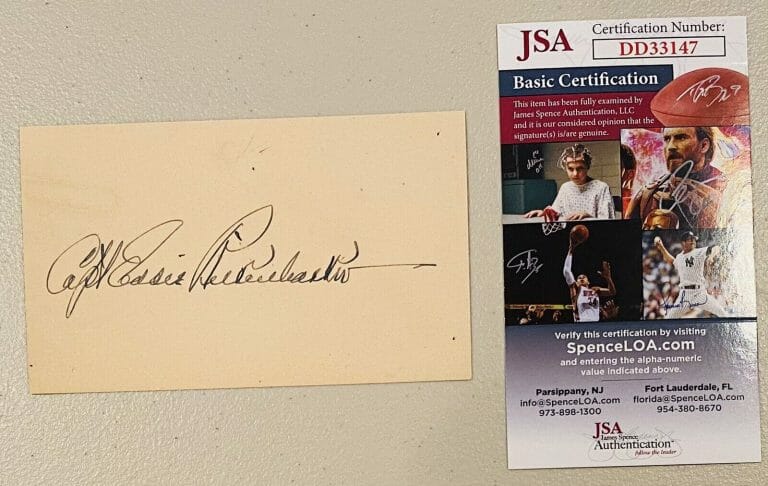 Capt Eddie Rickenbacker
JSA
Certification Number:
DD33147
Basic Certification
This item has been fully examined by
James Spence Authentication, LLC
and it is our considered opinion that the
signature(s) is/are genuine.
Verify this certification by visiting
SpenceLOA.com
and entering the alpha-numeric
value indicated above.
Parsippany, NJ
info@SpenceLOA.com
973-898-1300
Fort Lauderdale, FL
florida@SpenceLOA.com
954-380-8670
JSA
James Spence
Authentication
follow the leader